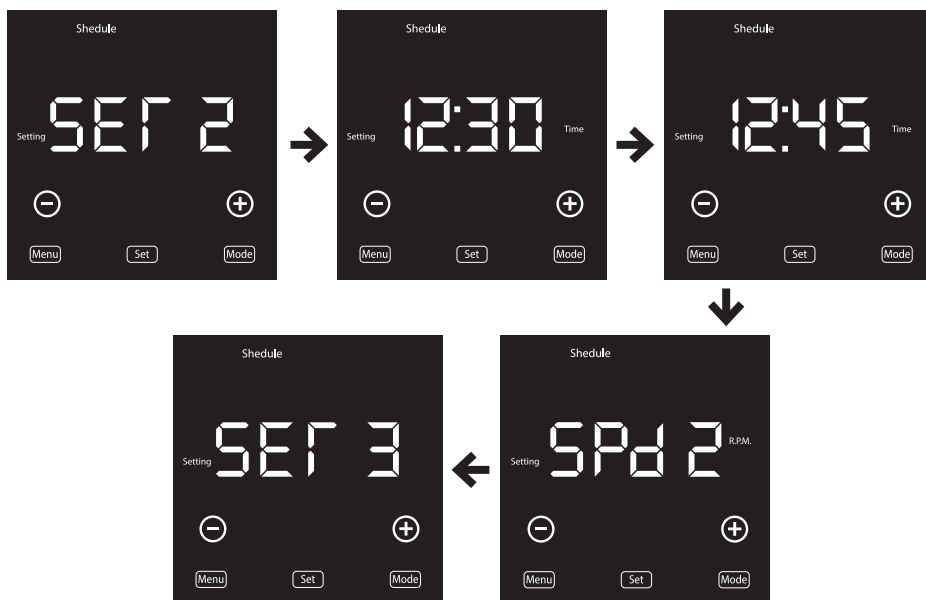 Shedule
Setting SET 2
Menu Set Mode
Shedule
Setting 12:30 Time
Menu Set Mode
Shedule
Setting 12:45 Time
Menu Set Mode
Shedule
Setting SPd 2 R.P.M.
Menu Set Mode
Shedule
Setting SET 3
Menu Set Mode